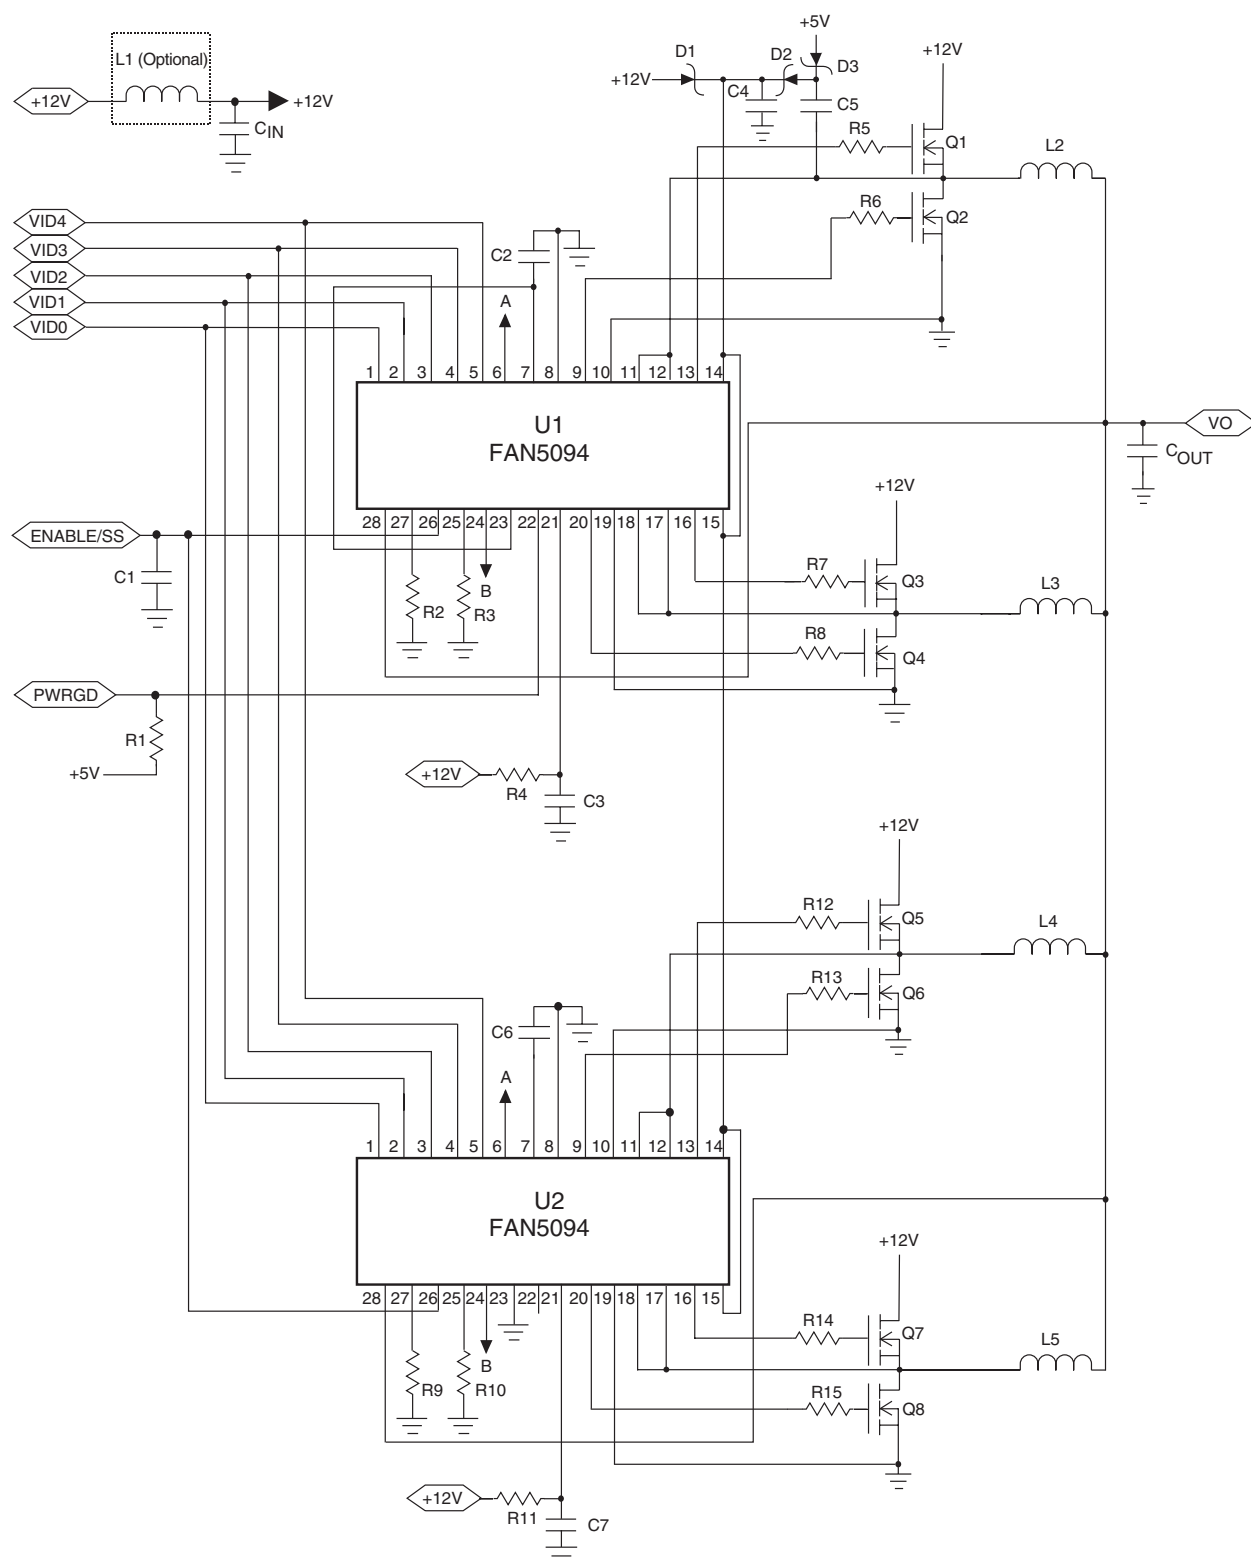 +5V
D1
D2
D3
+12V
+12V
L1 (Optional)
+12V
+12V
CIN
C4
C5
R5
Q1
L2
R6
Q2
VID4
VID3
VID2
VID1
VID0
C2
A
1 2 3 4 5 6 7 8 9 10 11 12 13 14
U1
FAN5094
VO
COUT
28 27 26 25 24 23 22 21 20 19 18 17 16 15
+12V
ENABLE/SS
C1
R2
R3
B
R7
Q3
L3
R8
Q4
PWRGD
R1
+5V
+12V
R4
C3
+12V
R12
Q5
L4
R13
Q6
C6
A
1 2 3 4 5 6 7 8 9 10 11 12 13 14
U2
FAN5094
+12V
28 27 26 25 24 23 22 21 20 19 18 17 16 15
R14
Q7
L5
B
R9
R10
R15
Q8
+12V
R11
C7